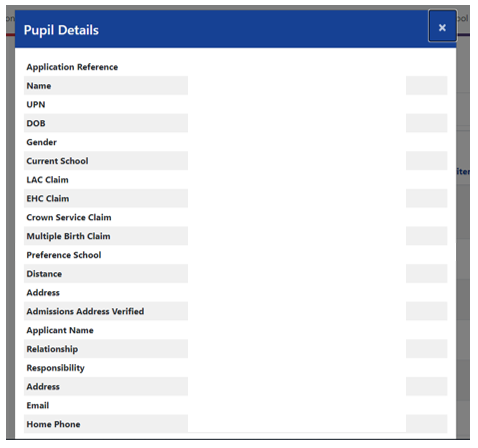 Pupil Details
×
Application Reference
Name
UPN
DOB
Gender
Current School
LAC Claim
EHC Claim
Crown Service Claim
Multiple Birth Claim
Preference School
Distance
Address
Admissions Address Verified
Applicant Name
Relationship
Responsibility
Address
Email
Home Phone